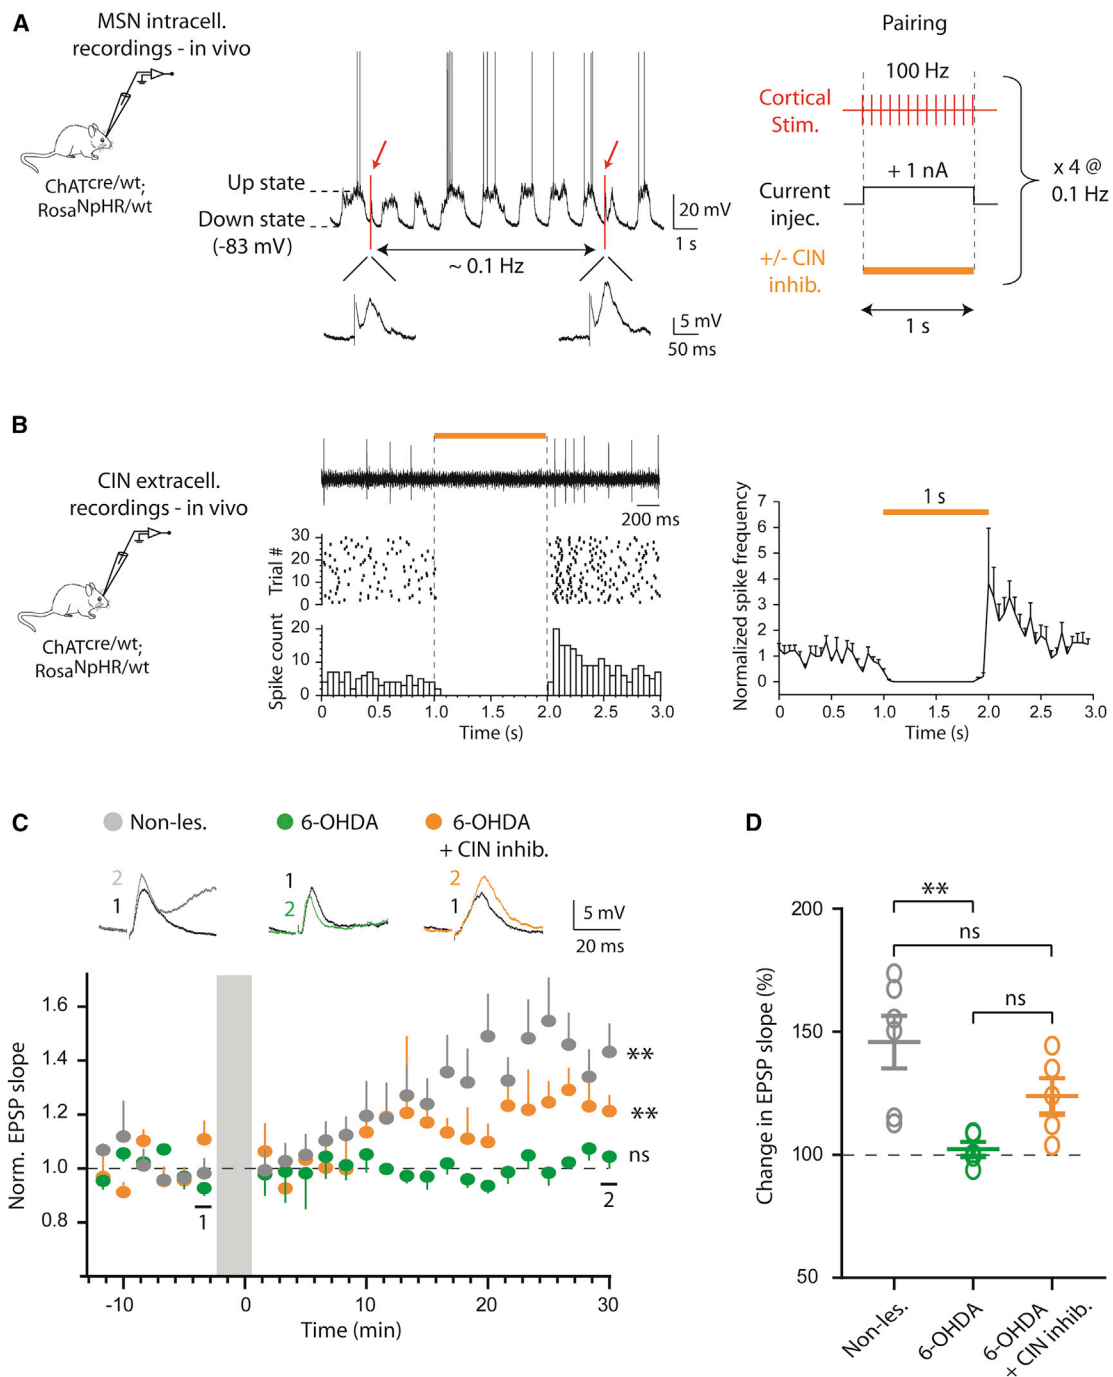 A
MSN intracell.
recordings - in vivo
ChATcre/wt;
RosaNpHR/wt
Up state
Down state
(-83 mV)
20 mV
1 s
~ 0.1 Hz
5 mV
50 ms
Pairing
100 Hz
Cortical
Stim.
+ 1 nA
Current
injec.
+/- CIN
inhib.
1 s
x 4 @
0.1 Hz
B
CIN extracell.
recordings - in vivo
ChATcre/wt;
RosaNpHR/wt
200 ms
Trial #
30
20
10
0
Spike count
20
10
0
0 0.5 1.0 1.5 2.0 2.5 3.0
Time (s)
Normalized spike frequency
7
6
5
4
3
2
1
0
1 s
0 0.5 1.0 1.5 2.0 2.5 3.0
Time (s)
C
Non-les.
6-OHDA
6-OHDA
+ CIN inhib.
2
1
1
2
2
1
5 mV
20 ms
Norm. EPSP slope
1.6
1.4
1.2
1.0
0.8
**
**
ns
1
2
-10 0 10 20 30
Time (min)
D
Change in EPSP slope (%)
200
150
100
50
**
ns
ns
Non-les.
6-OHDA
6-OHDA
+ CIN inhib.